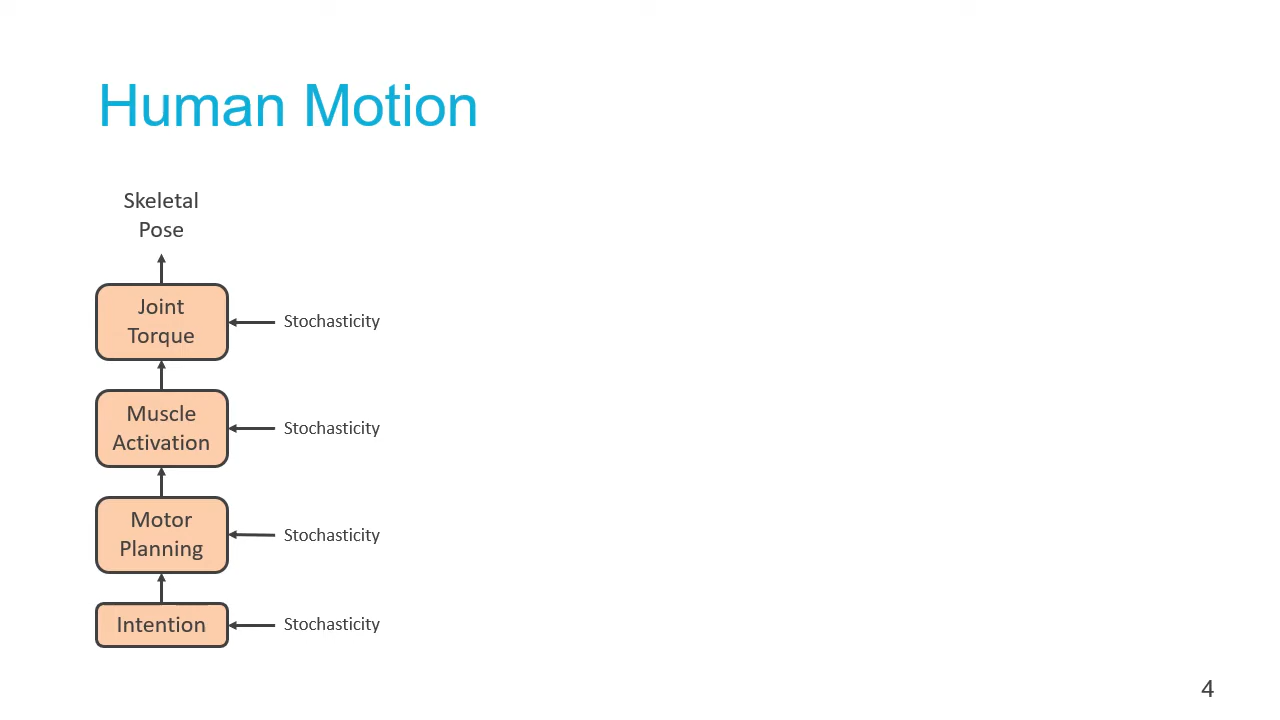 Human Motion
Skeletal
Pose
Joint
Torque
Stochasticity
Muscle
Activation
Stochasticity
Motor
Planning
Stochasticity
Intention
Stochasticity
4